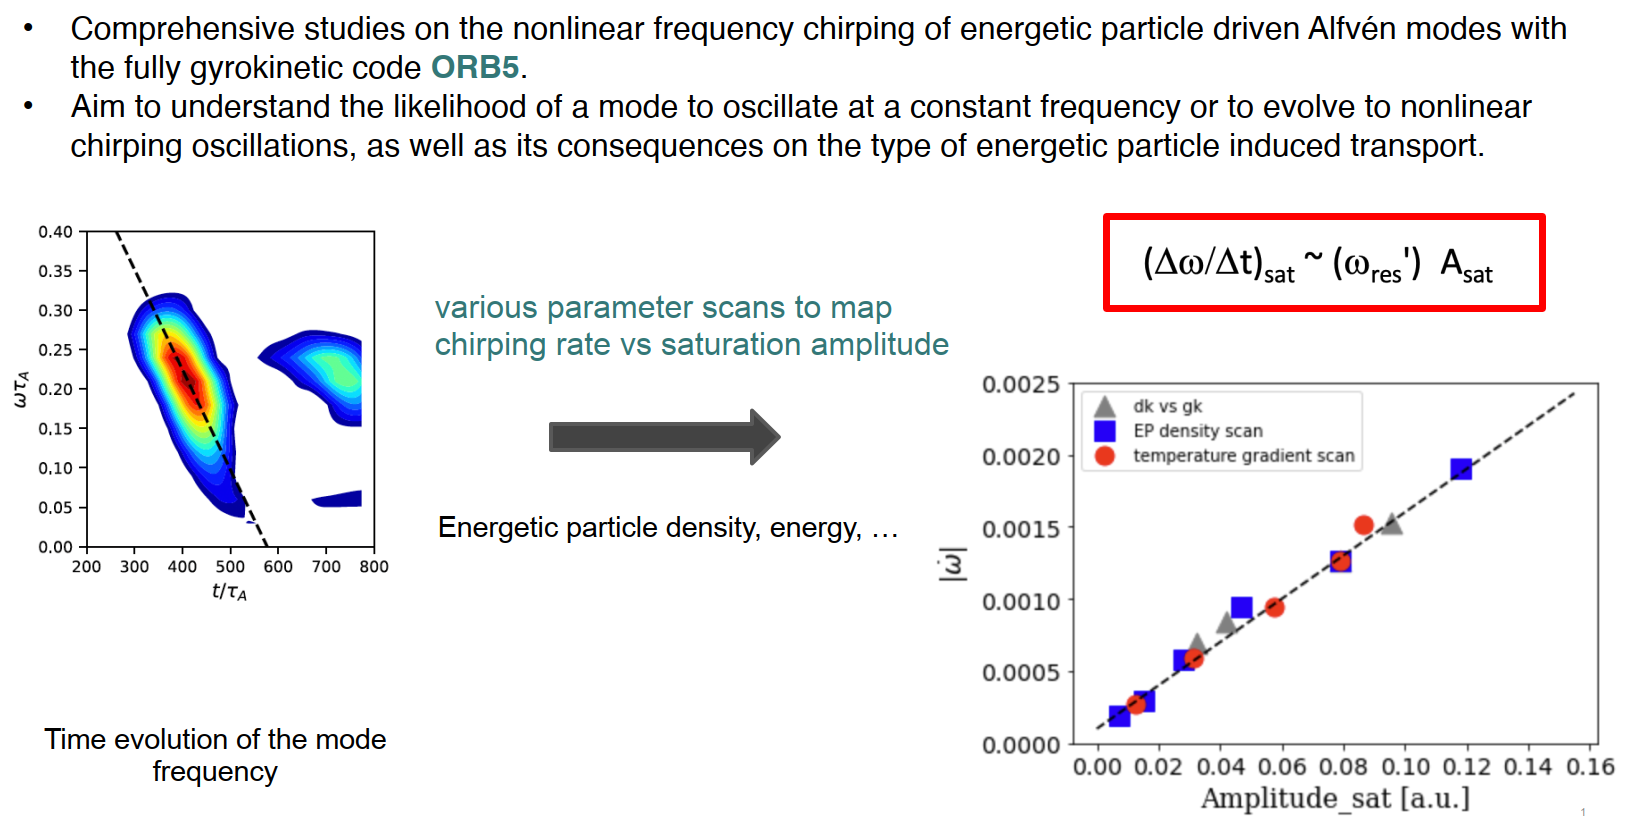 • Comprehensive studies on the nonlinear frequency chirping of energetic particle driven Alfvén modes with
the fully gyrokinetic code ORB5.
• Aim to understand the likelihood of a mode to oscillate at a constant frequency or to evolve to nonlinear
chirping oscillations, as well as its consequences on the type of energetic particle induced transport.
0.40
0.35
0.30
0.25
0.20
0.15
0.10
0.05
0.00
ωτ_A
200 300 400 500 600 700 800
t/τ_A
Time evolution of the mode
frequency
various parameter scans to map
chirping rate vs saturation amplitude
Energetic particle density, energy, …
(Δω/Δt)_sat ~ (ω_res') A_sat
0.0025
0.0020
0.0015
0.0010
0.0005
0.0000
|ω̇|
dk vs gk
EP density scan
temperature gradient scan
0.00 0.02 0.04 0.06 0.08 0.10 0.12 0.14 0.16
Amplitude_sat [a.u.]
1